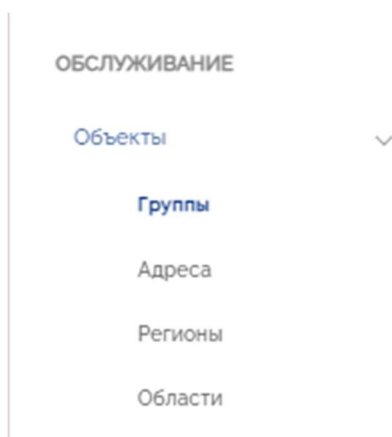 ОБСЛУЖИВАНИЕ
Объекты
Группы
Адреса
Регионы
Области